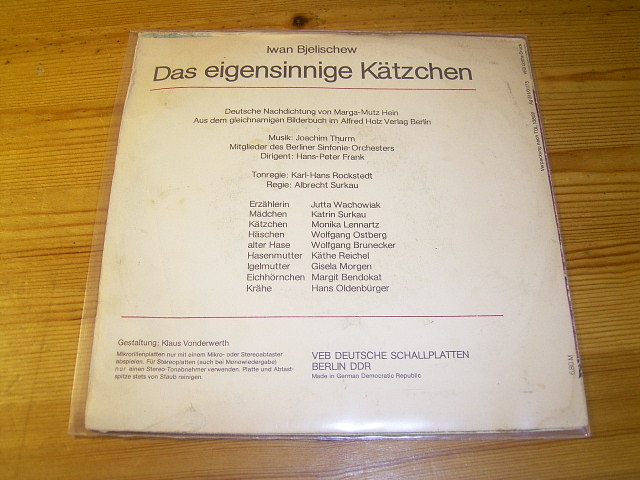 Iwan Bjelischew
Das eigensinnige Kätzchen
Deutsche Nachdichtung von Marga-Mutz Hein
Aus dem gleichnamigen Bilderbuch im Alfred Holz Verlag Berlin
Musik: Joachim Thurm
Mitglieder des Berliner Sinfonie-Orchesters
Dirigent: Hans-Peter Frank
Tonregie: Karl-Hans Rockstedt
Regie: Albrecht Surkau
Erzählerin Jutta Wachowiak
Mädchen Katrin Surkau
Kätzchen Monika Lennartz
Häschen Wolfgang Ostberg
alter Hase Wolfgang Brunecker
Hasenmutter Käthe Reichel
Igelmutter Gisela Morgen
Eichhörnchen Margit Bendokat
Krähe Hans Oldenbürger
Gestaltung: Klaus Vonderwerth
Mikrorillenplatten nur mit einem Mikro- oder Stereoabtaster
abspielen. Für Stereoplatten (auch bei Monowiedergabe)
nur einen Stereo-Tonabnehmer verwenden. Platte und Abtast-
spitze stets von Staub reinigen.
VEB DEUTSCHE SCHALLPLATTEN
BERLIN DDR
Made in German Democratic Republic